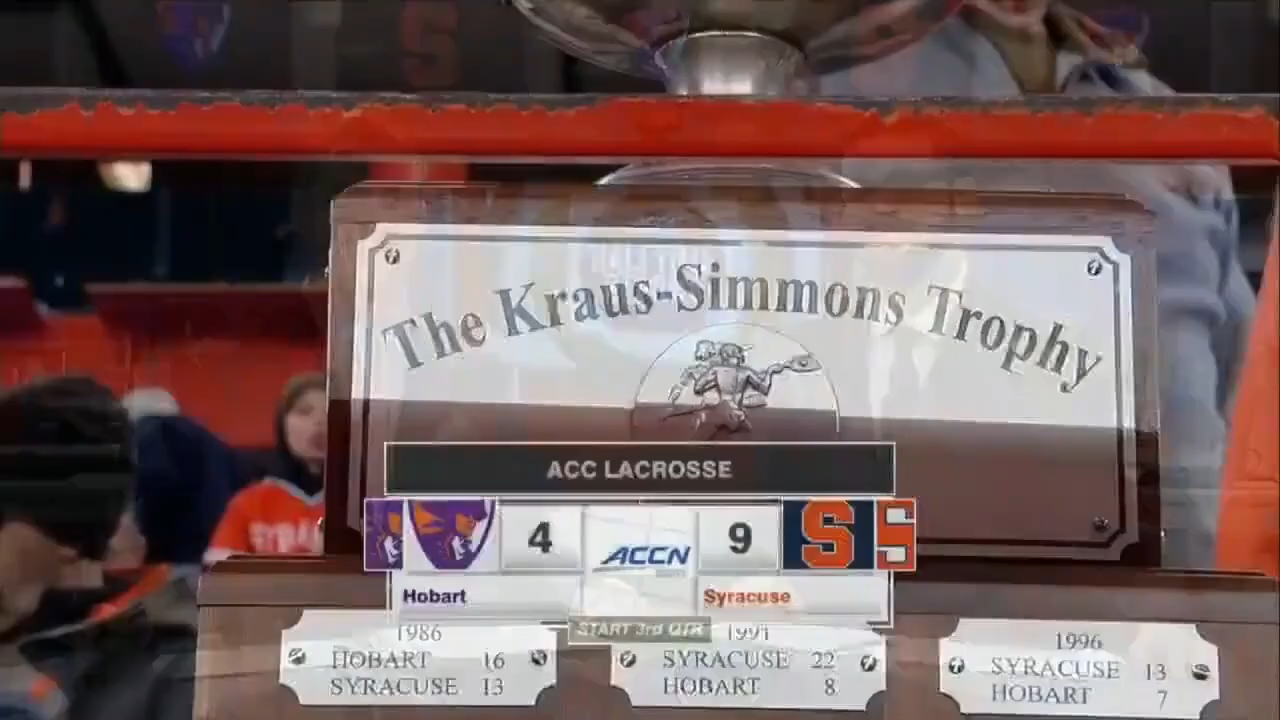 The Kraus-Simmons Trophy
ACC LACROSSE
4
ACCN
9
S
S
Hobart
Syracuse
START 3rd QTR
1986
HOBART 16
SYRACUSE 13
1991
SYRACUSE 22
HOBART 8
1996
SYRACUSE 13
HOBART 7